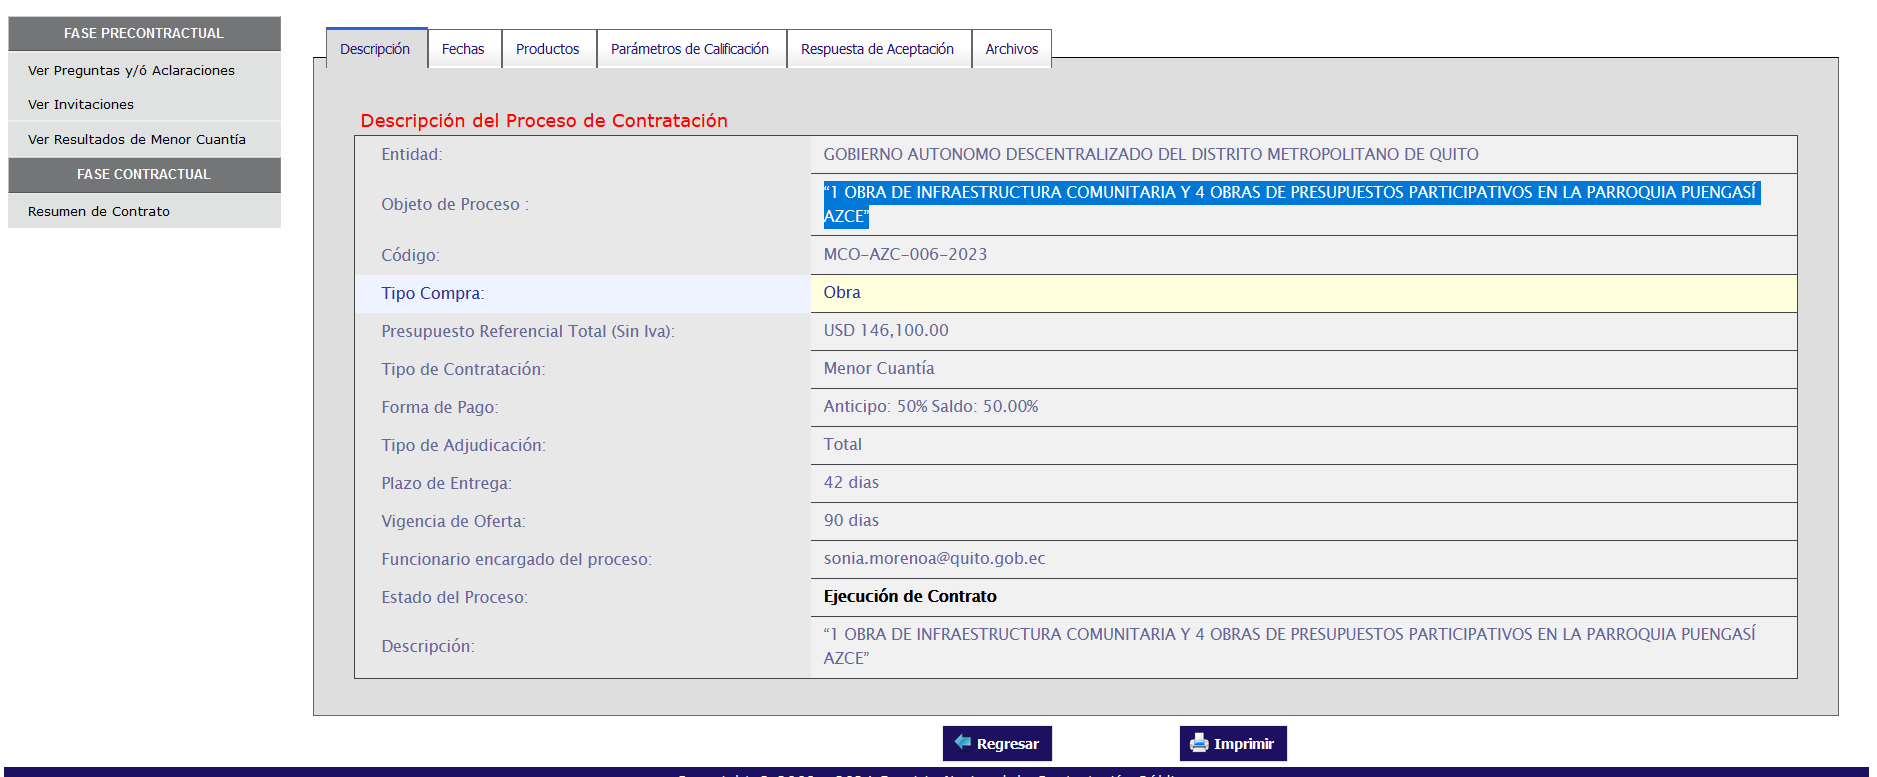 FASE PRECONTRACTUAL
Ver Preguntas y/ó Aclaraciones
Ver Invitaciones
Ver Resultados de Menor Cuantía
FASE CONTRACTUAL
Resumen de Contrato
Descripción Fechas Productos Parámetros de Calificación Respuesta de Aceptación Archivos
Descripción del Proceso de Contratación
Entidad: GOBIERNO AUTONOMO DESCENTRALIZADO DEL DISTRITO METROPOLITANO DE QUITO
Objeto de Proceso : “1 OBRA DE INFRAESTRUCTURA COMUNITARIA Y 4 OBRAS DE PRESUPUESTOS PARTICIPATIVOS EN LA PARROQUIA PUENGASÍ
AZCE”
Código: MCO-AZC-006-2023
Tipo Compra: Obra
Presupuesto Referencial Total (Sin Iva): USD 146,100.00
Tipo de Contratación: Menor Cuantía
Forma de Pago: Anticipo: 50% Saldo: 50.00%
Tipo de Adjudicación: Total
Plazo de Entrega: 42 dias
Vigencia de Oferta: 90 dias
Funcionario encargado del proceso: sonia.morenoa@quito.gob.ec
Estado del Proceso: Ejecución de Contrato
Descripción: “1 OBRA DE INFRAESTRUCTURA COMUNITARIA Y 4 OBRAS DE PRESUPUESTOS PARTICIPATIVOS EN LA PARROQUIA PUENGASÍ
AZCE”
Regresar Imprimir